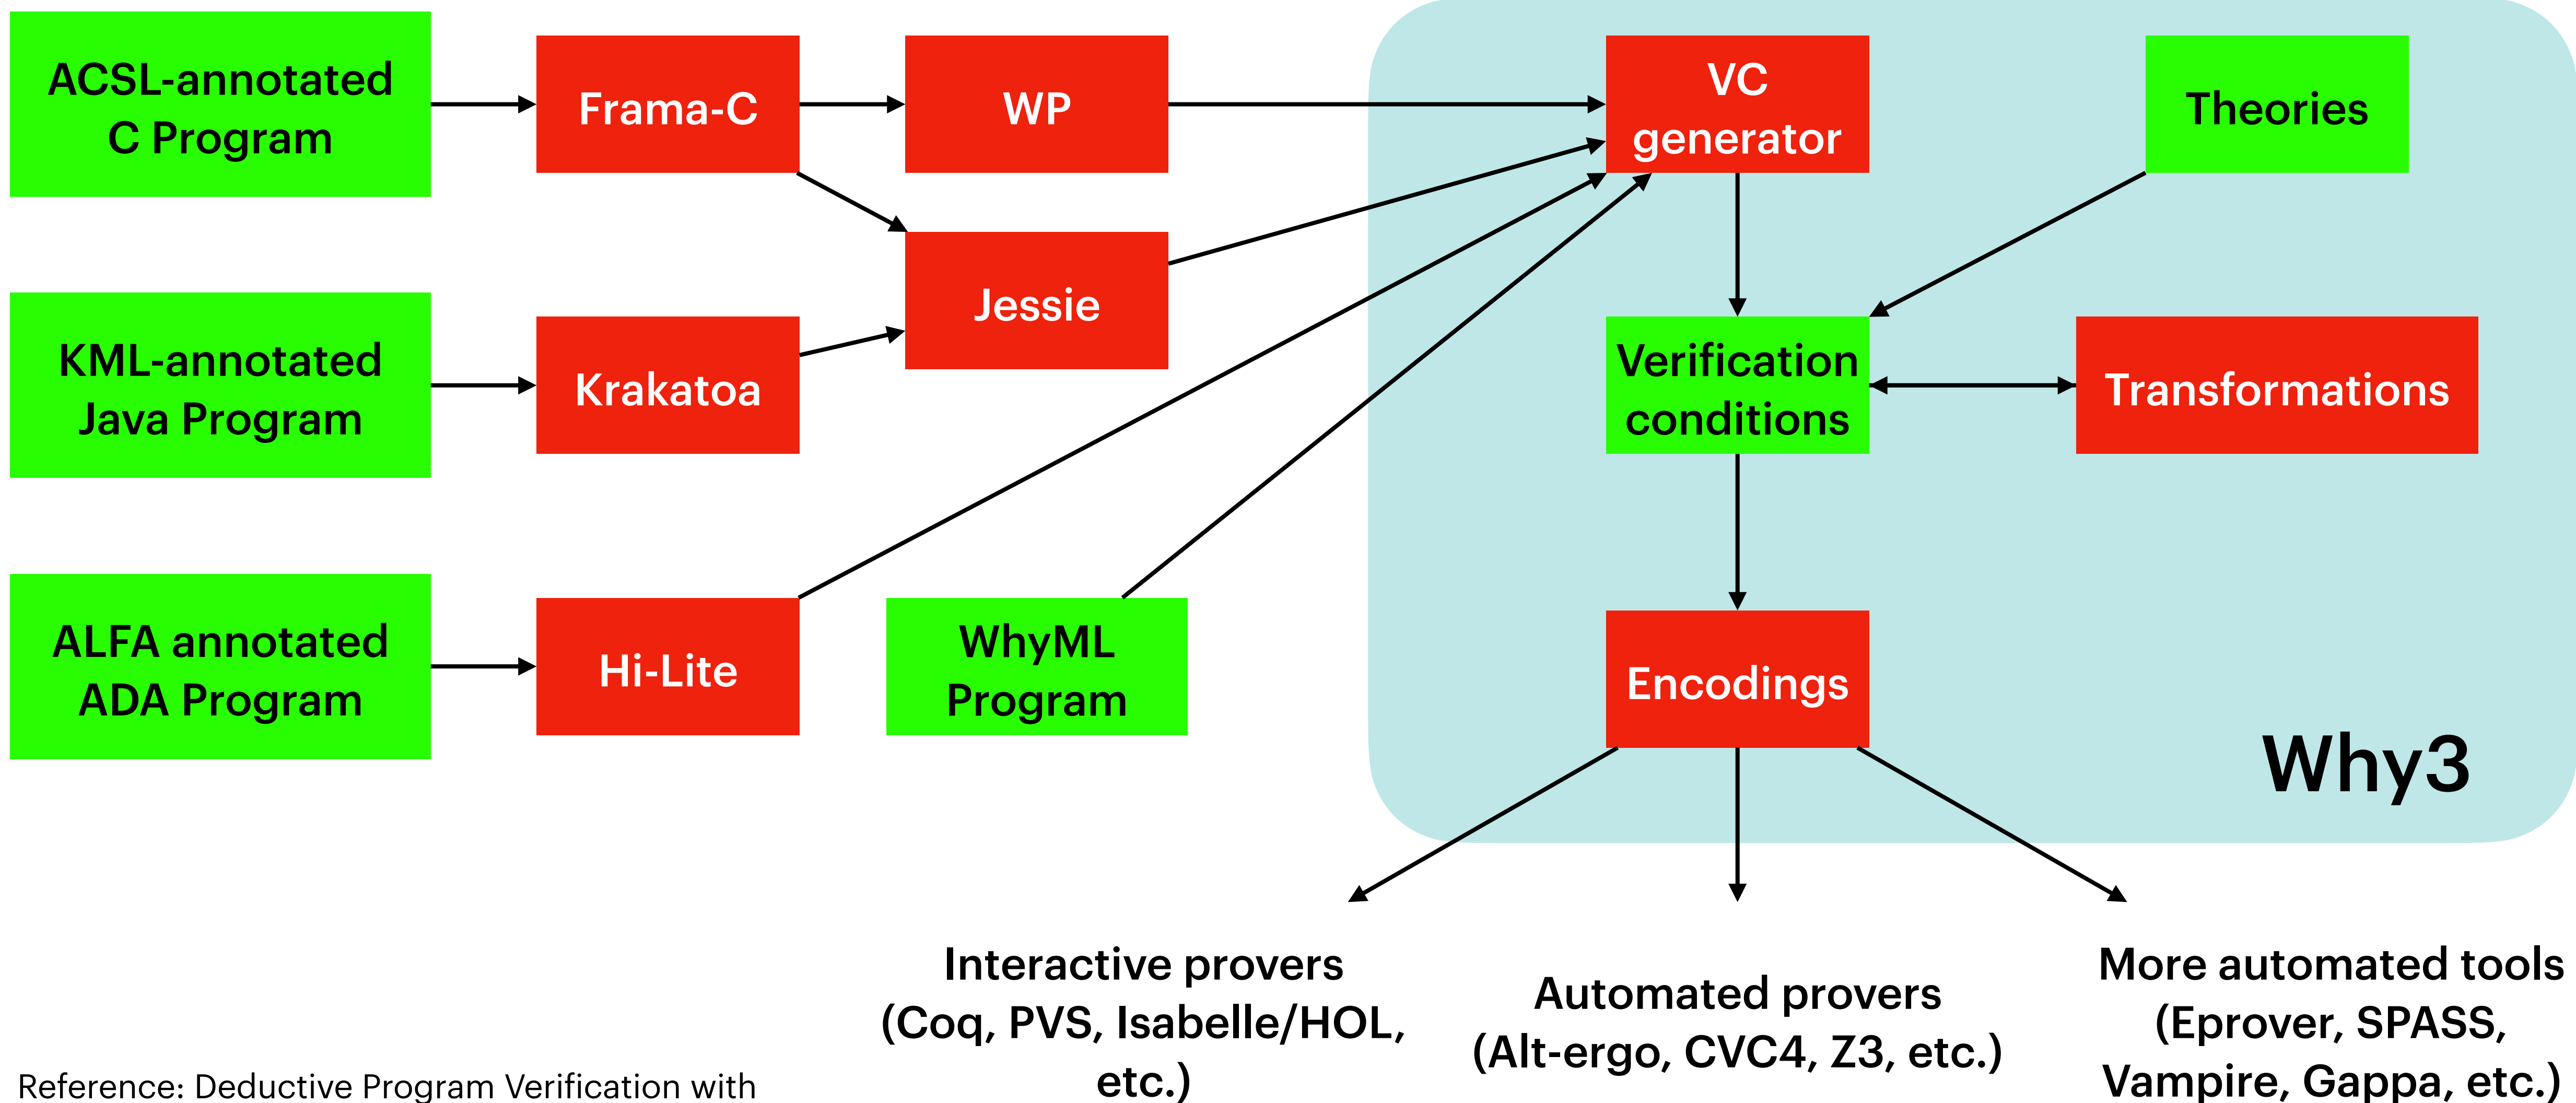 ACSL-annotated
C Program
Frama-C
WP
VC
generator
Theories
Jessie
KML-annotated
Java Program
Krakatoa
Verification
conditions
Transformations
ALFA annotated
ADA Program
Hi-Lite
WhyML
Program
Encodings
Why3
Interactive provers
(Coq, PVS, Isabelle/HOL,
etc.)
Automated provers
(Alt-ergo, CVC4, Z3, etc.)
More automated tools
(Eprover, SPASS,
Vampire, Gappa, etc.)
Reference: Deductive Program Verification with